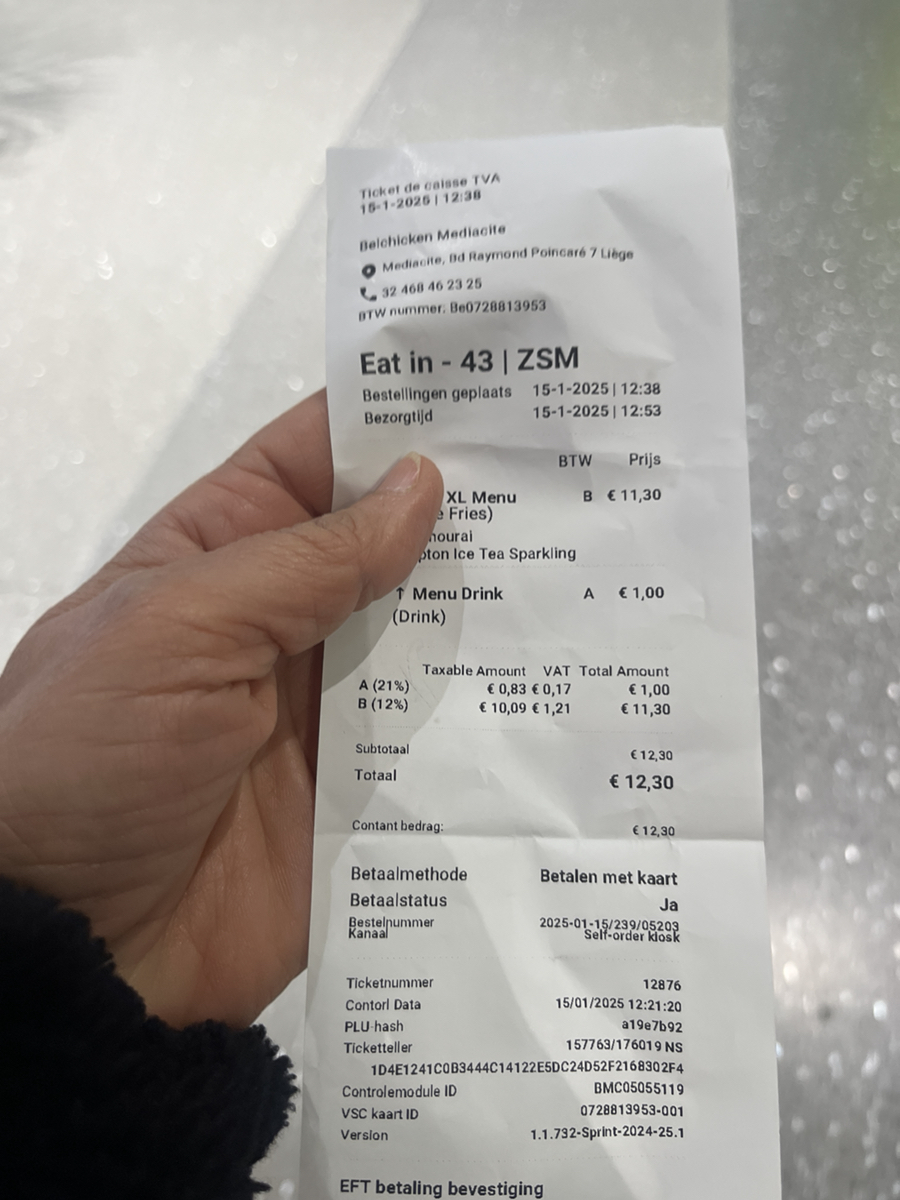 Ticket de caisse TVA
15-1-2025 | 12:38
Belchicken Mediacite
Mediacite, Bd Raymond Poincaré 7 Liège
32 468 46 23 25
BTW nummer: Be0728813953
Eat in - 43 | ZSM
Bestellingen geplaats 15-1-2025 | 12:38
Bezorgtijd 15-1-2025 | 12:53
BTW Prijs
XL Menu B € 11,30
Fries)
Ice Tea Sparkling
↑ Menu Drink A € 1,00
(Drink)
Taxable Amount VAT Total Amount
A (21%) € 0,83 € 0,17 € 1,00
B (12%) € 10,09 € 1,21 € 11,30
Subtotaal € 12,30
Totaal € 12,30
Contant bedrag: € 12,30
Betaalmethode Betalen met kaart
Betaalstatus Ja
Bestelnummer 2025-01-15/239/05203
Kanaal Self-order kiosk
Ticketnummer 12876
Contorl Data 15/01/2025 12:21:20
PLU-hash a19e7b92
Ticketteller 157763/176019 NS
1D4E1241C0B3444C14122E5DC24D52F2168302F4
Controlemodule ID BMC05055119
VSC kaart ID 0728813953-001
Version 1.1.732-Sprint-2024-25.1
EFT betaling bevestiging